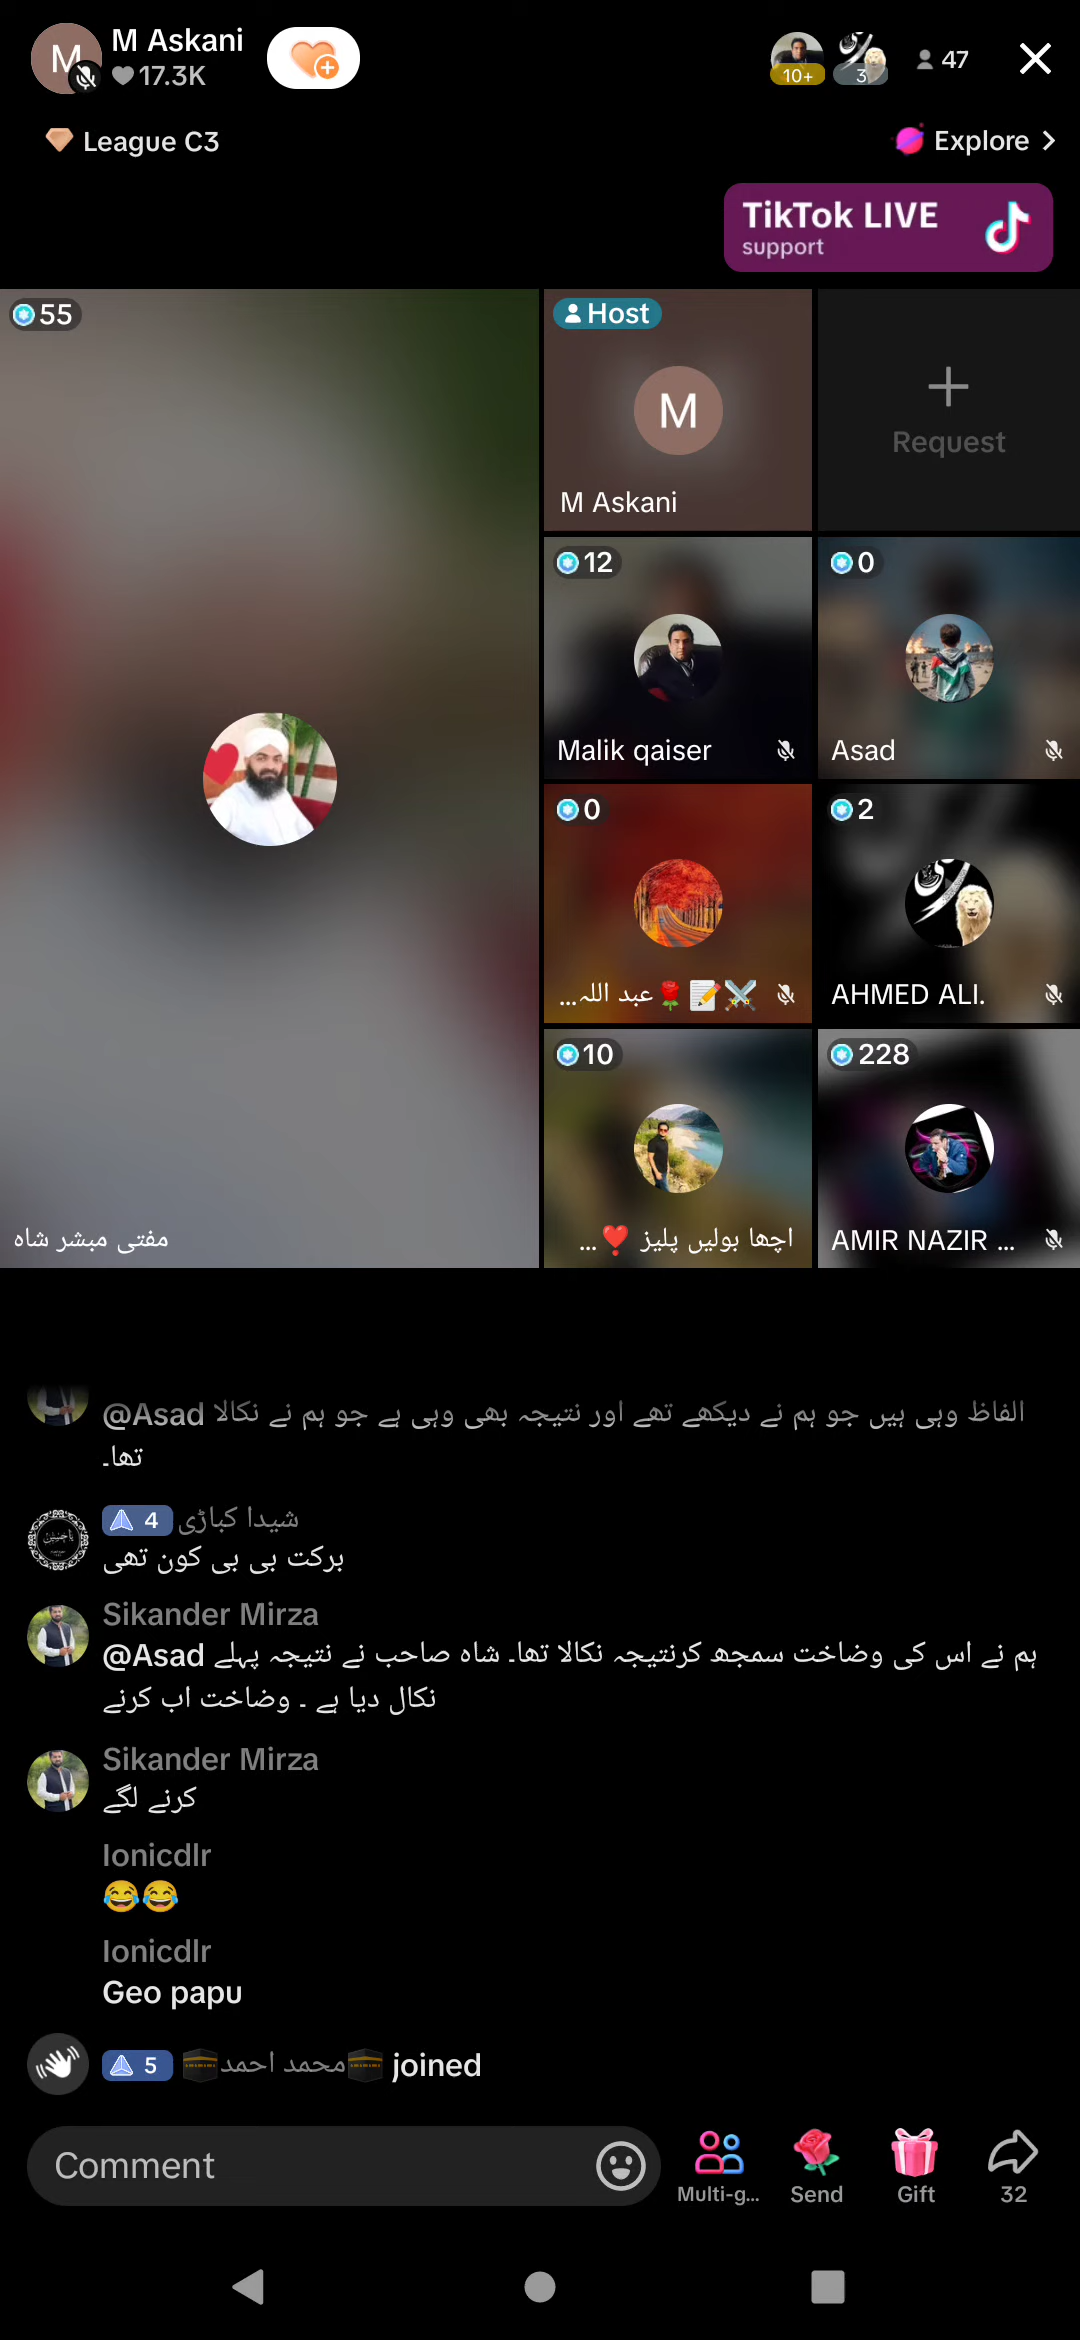 M Askani
M
17.3K
10+
3
47
League C3
Explore
TikTok LIVE
support
55
Host
M
M Askani
Request
12
Malik qaiser
0
Asad
0
عبد اللہ...
2
AHMED ALI.
10
اچھا بولیں پلیز ❣️...
228
AMIR NAZIR ...
مفتی مبشر شاہ
@Asad الفاظ وہی ہیں جو ہم نے دیکھے تھے اور نتیجہ بھی وہی ہے جو ہم نے نکالا
تھا۔
4 شیدا کباڑی
برکت بی بی کون تھی
Sikander Mirza
@Asad ہم نے اس کی وضاخت سمجھ کرنتیجہ نکالا تھا۔ شاہ صاحب نے نتیجہ پہلے
نکال دیا ہے ۔ وضاخت اب کرنے
Sikander Mirza
کرنے لگے
Ionicdlr
😂😂
Ionicdlr
Geo papu
5 🕋محمد احمد🕋 joined
Comment
Multi-g...
Send
Gift
32